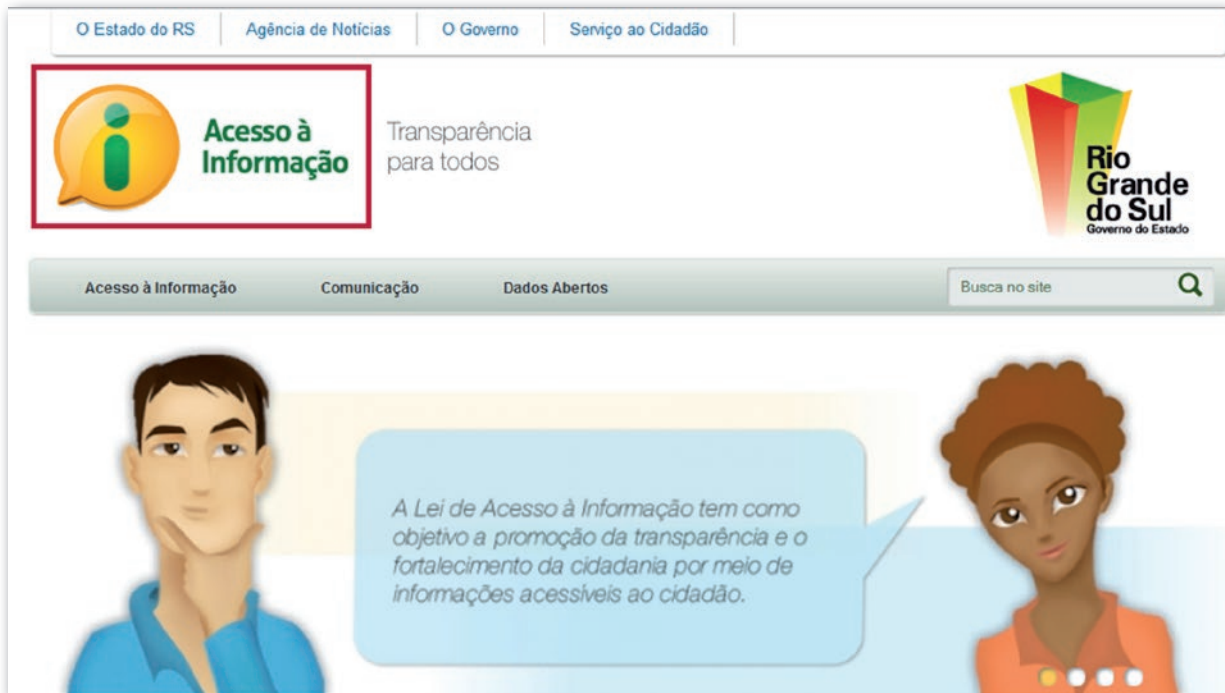 O Estado do RS Agência de Notícias O Governo Serviço ao Cidadão
Acesso à
Informação
Transparência
para todos
Rio
Grande
do Sul
Governo do Estado
Acesso à Informação Comunicação Dados Abertos Busca no site
A Lei de Acesso à Informação tem como
objetivo a promoção da transparência e o
fortalecimento da cidadania por meio de
informações acessíveis ao cidadão.